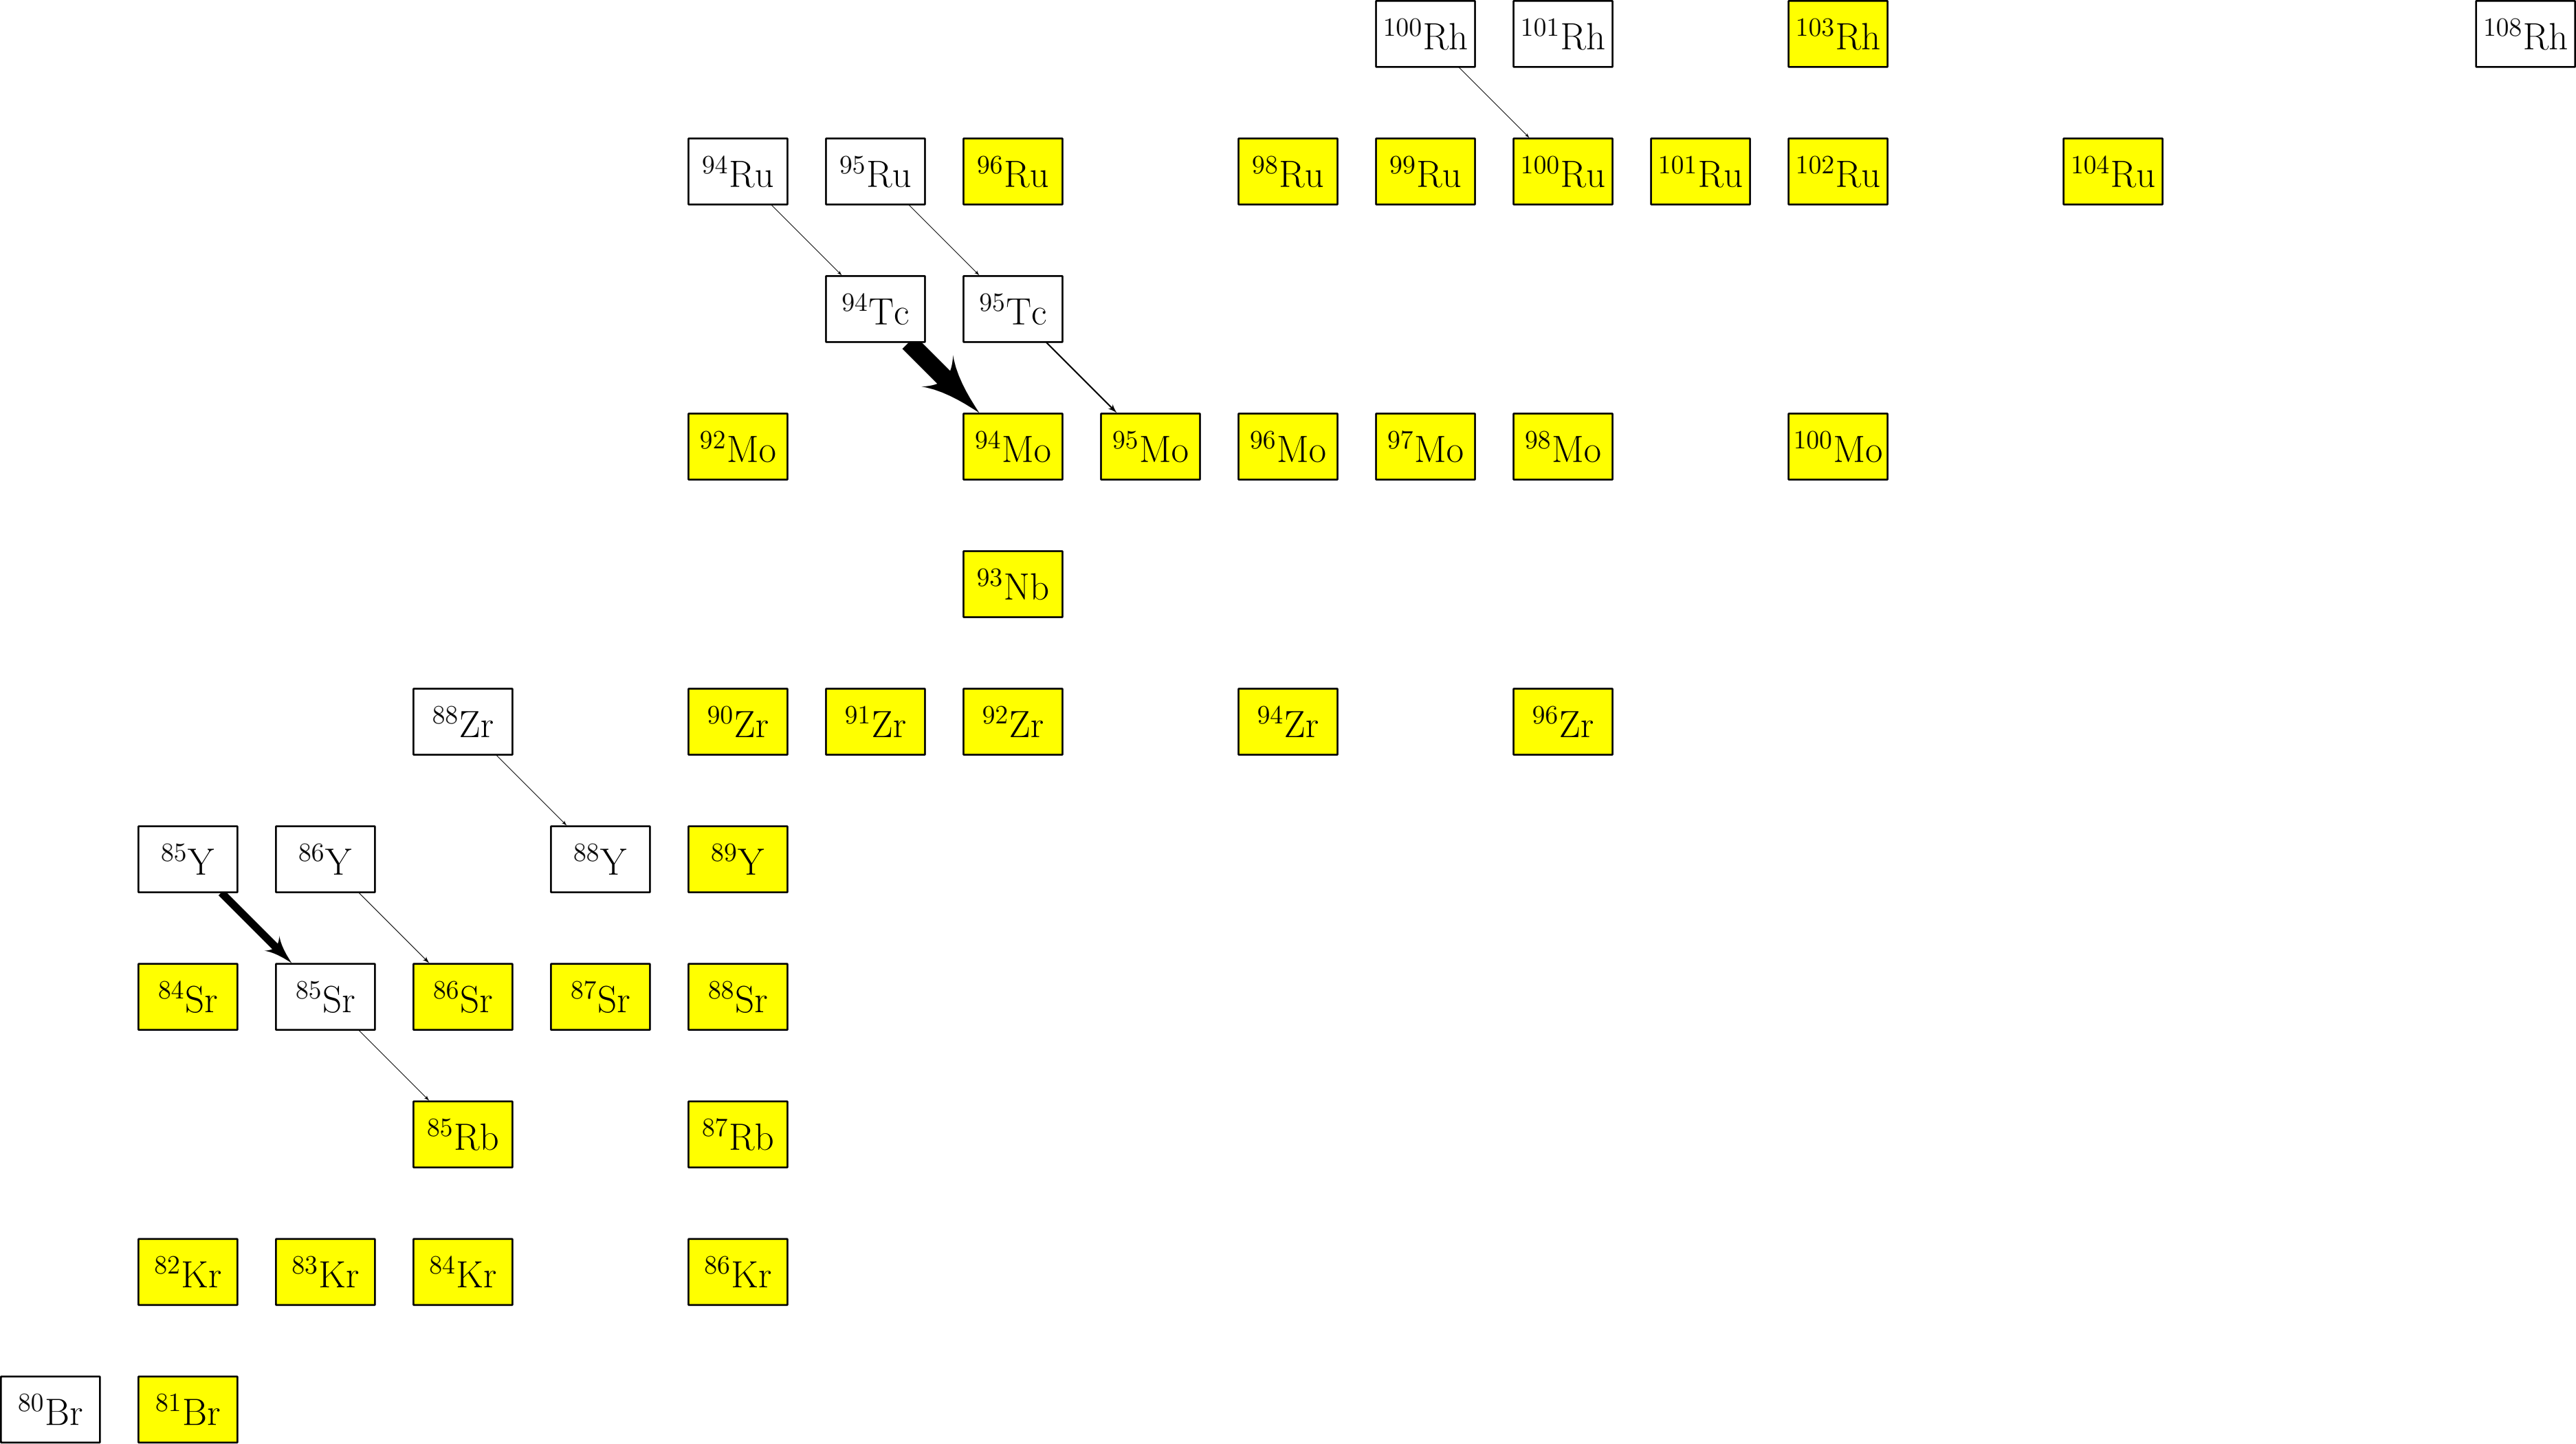 ¹⁰⁰Rh ¹⁰¹Rh ¹⁰³Rh ¹⁰⁸Rh
⁹⁴Ru ⁹⁵Ru ⁹⁶Ru ⁹⁸Ru ⁹⁹Ru ¹⁰⁰Ru ¹⁰¹Ru ¹⁰²Ru ¹⁰⁴Ru
⁹⁴Tc ⁹⁵Tc
⁹²Mo ⁹⁴Mo ⁹⁵Mo ⁹⁶Mo ⁹⁷Mo ⁹⁸Mo ¹⁰⁰Mo
⁹³Nb
⁸⁸Zr ⁹⁰Zr ⁹¹Zr ⁹²Zr ⁹⁴Zr ⁹⁶Zr
⁸⁵Y ⁸⁶Y ⁸⁸Y ⁸⁹Y
⁸⁴Sr ⁸⁵Sr ⁸⁶Sr ⁸⁷Sr ⁸⁸Sr
⁸⁵Rb ⁸⁷Rb
⁸²Kr ⁸³Kr ⁸⁴Kr ⁸⁶Kr
⁸⁰Br ⁸¹Br